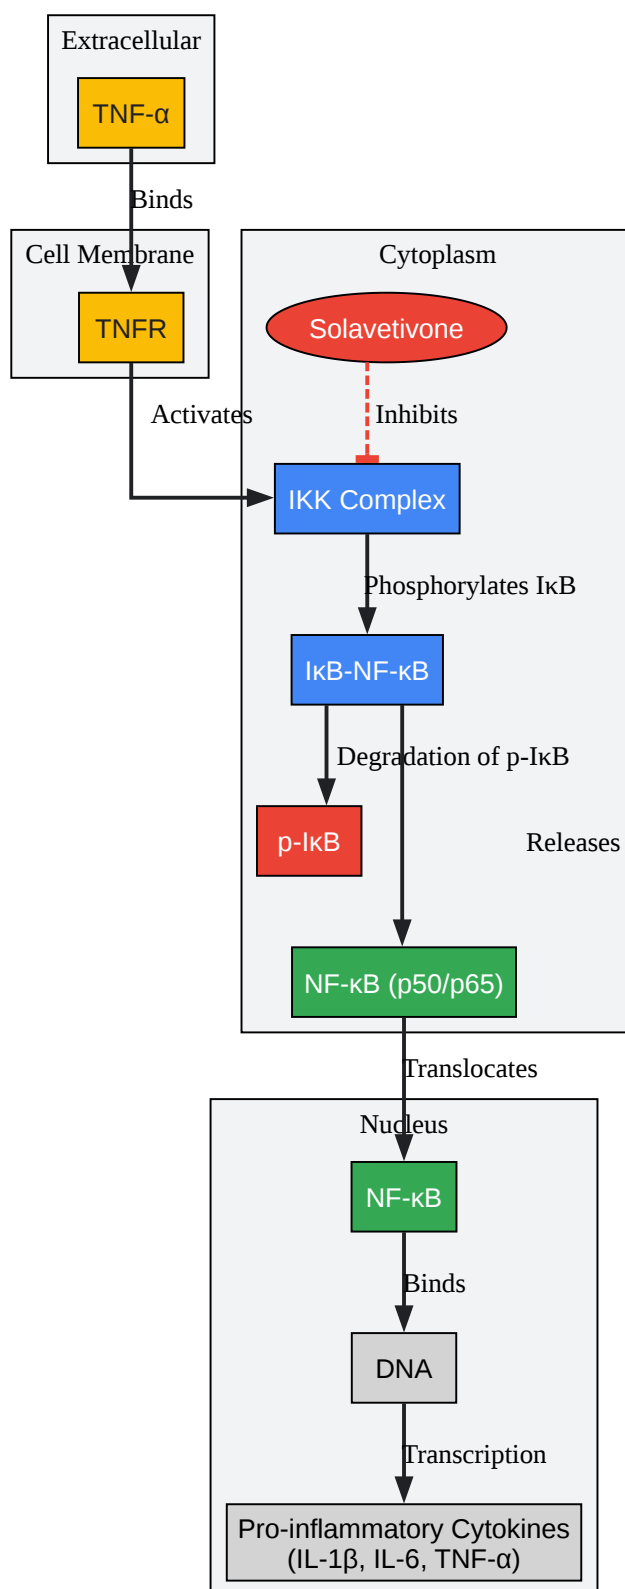 Extracellular
TNF-α
Binds
Cell Membrane
TNFR
Cytoplasm
Solavetivone
Activates
Inhibits
IKK Complex
Phosphorylates IκB
IκB-NF-κB
Degradation of p-IκB
p-IκB
Releases
NF-κB (p50/p65)
Translocates
Nucleus
NF-κB
Binds
DNA
Transcription
Pro-inflammatory Cytokines
(IL-1β, IL-6, TNF-α)